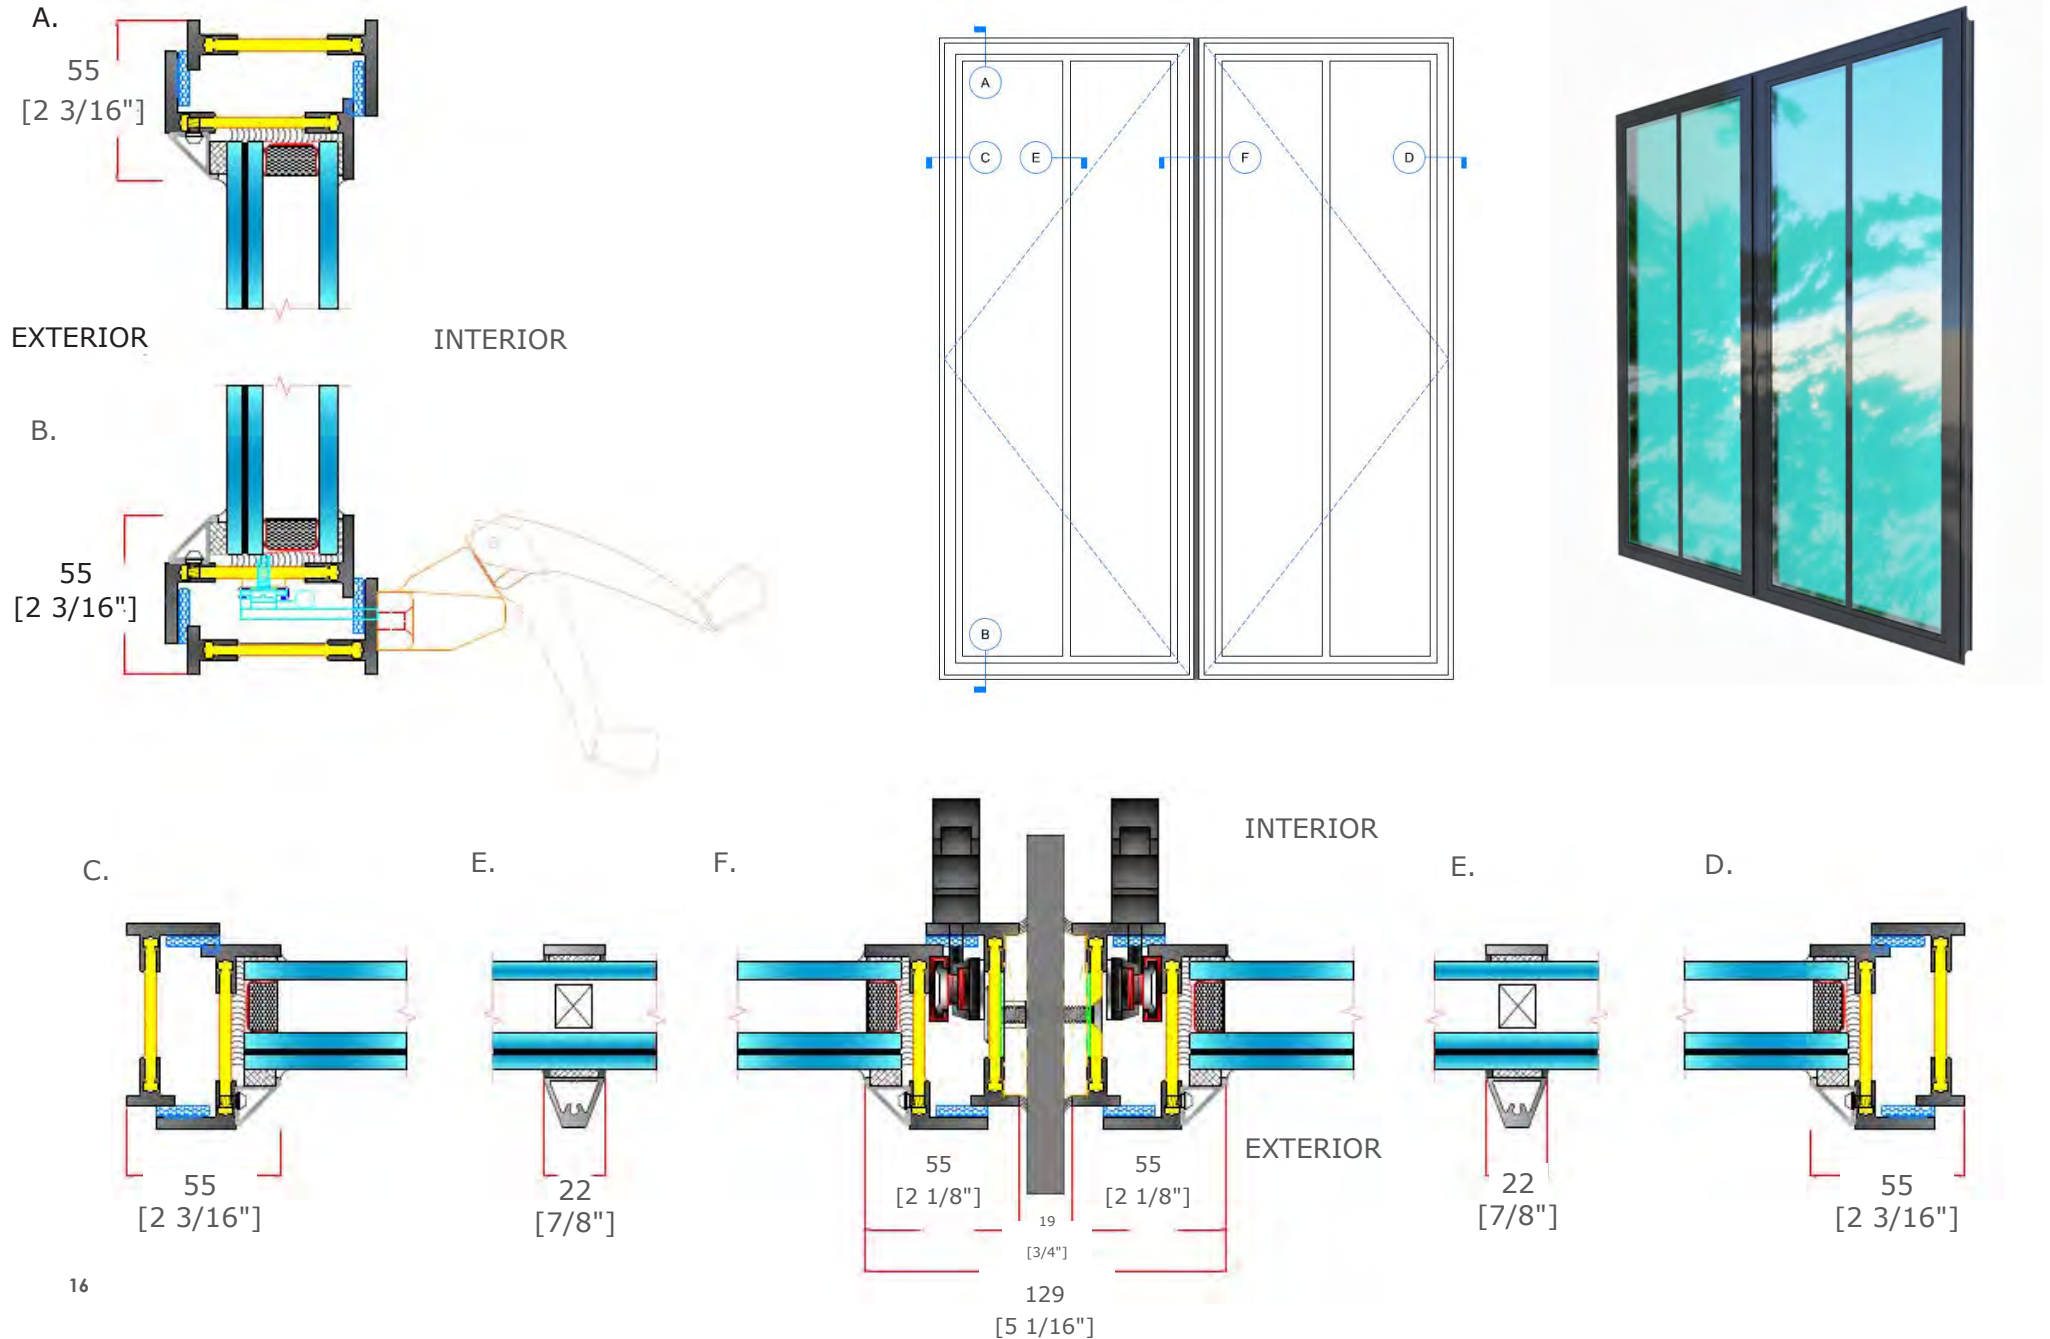 A.
55
[2 3/16"]
EXTERIOR
INTERIOR
B.
55
[2 3/16"]
A
C
E
F
D
B
INTERIOR
C.
E.
F.
E.
D.
EXTERIOR
55
[2 3/16"]
22
[7/8"]
55
[2 1/8"]
55
[2 1/8"]
19
[3/4"]
129
[5 1/16"]
22
[7/8"]
55
[2 3/16"]
16